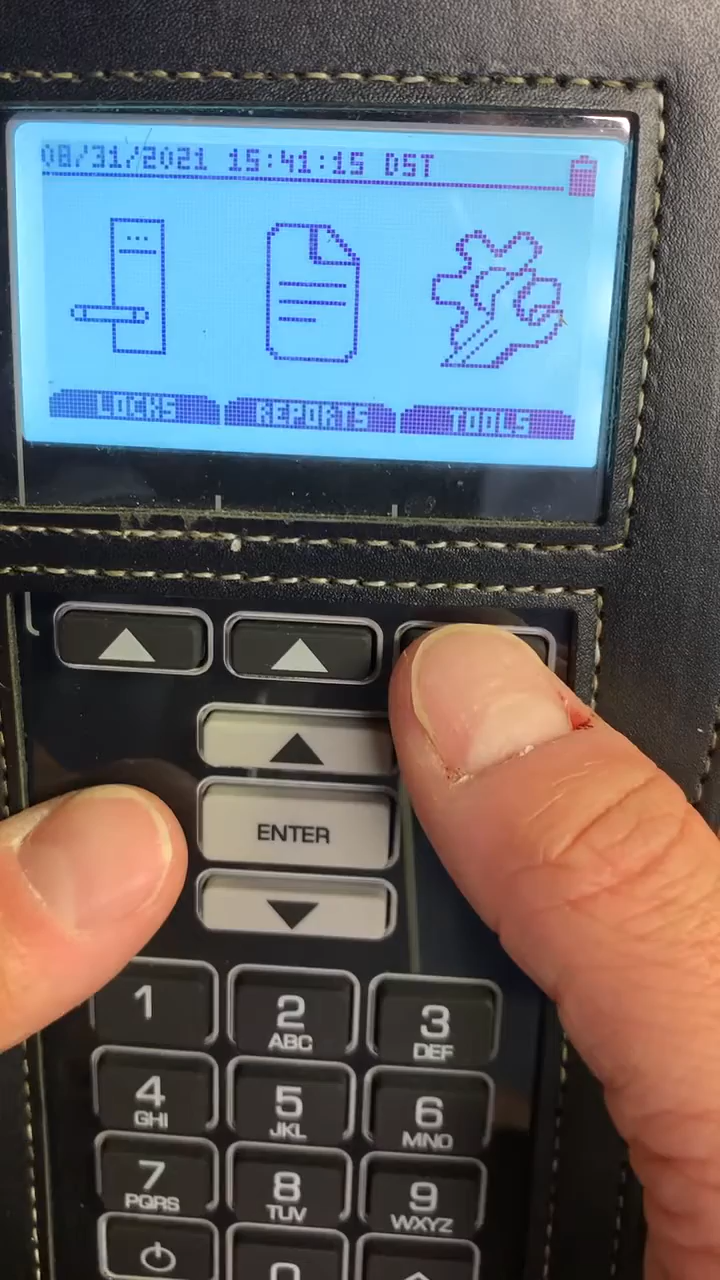 08/31/2021 15:41:15 DST
LOCKS REPORTS TOOLS
ENTER
1 2 3
ABC DEF
4 5 6
GHI JKL MNO
7 8 9
PQRS TUV WXYZ
0